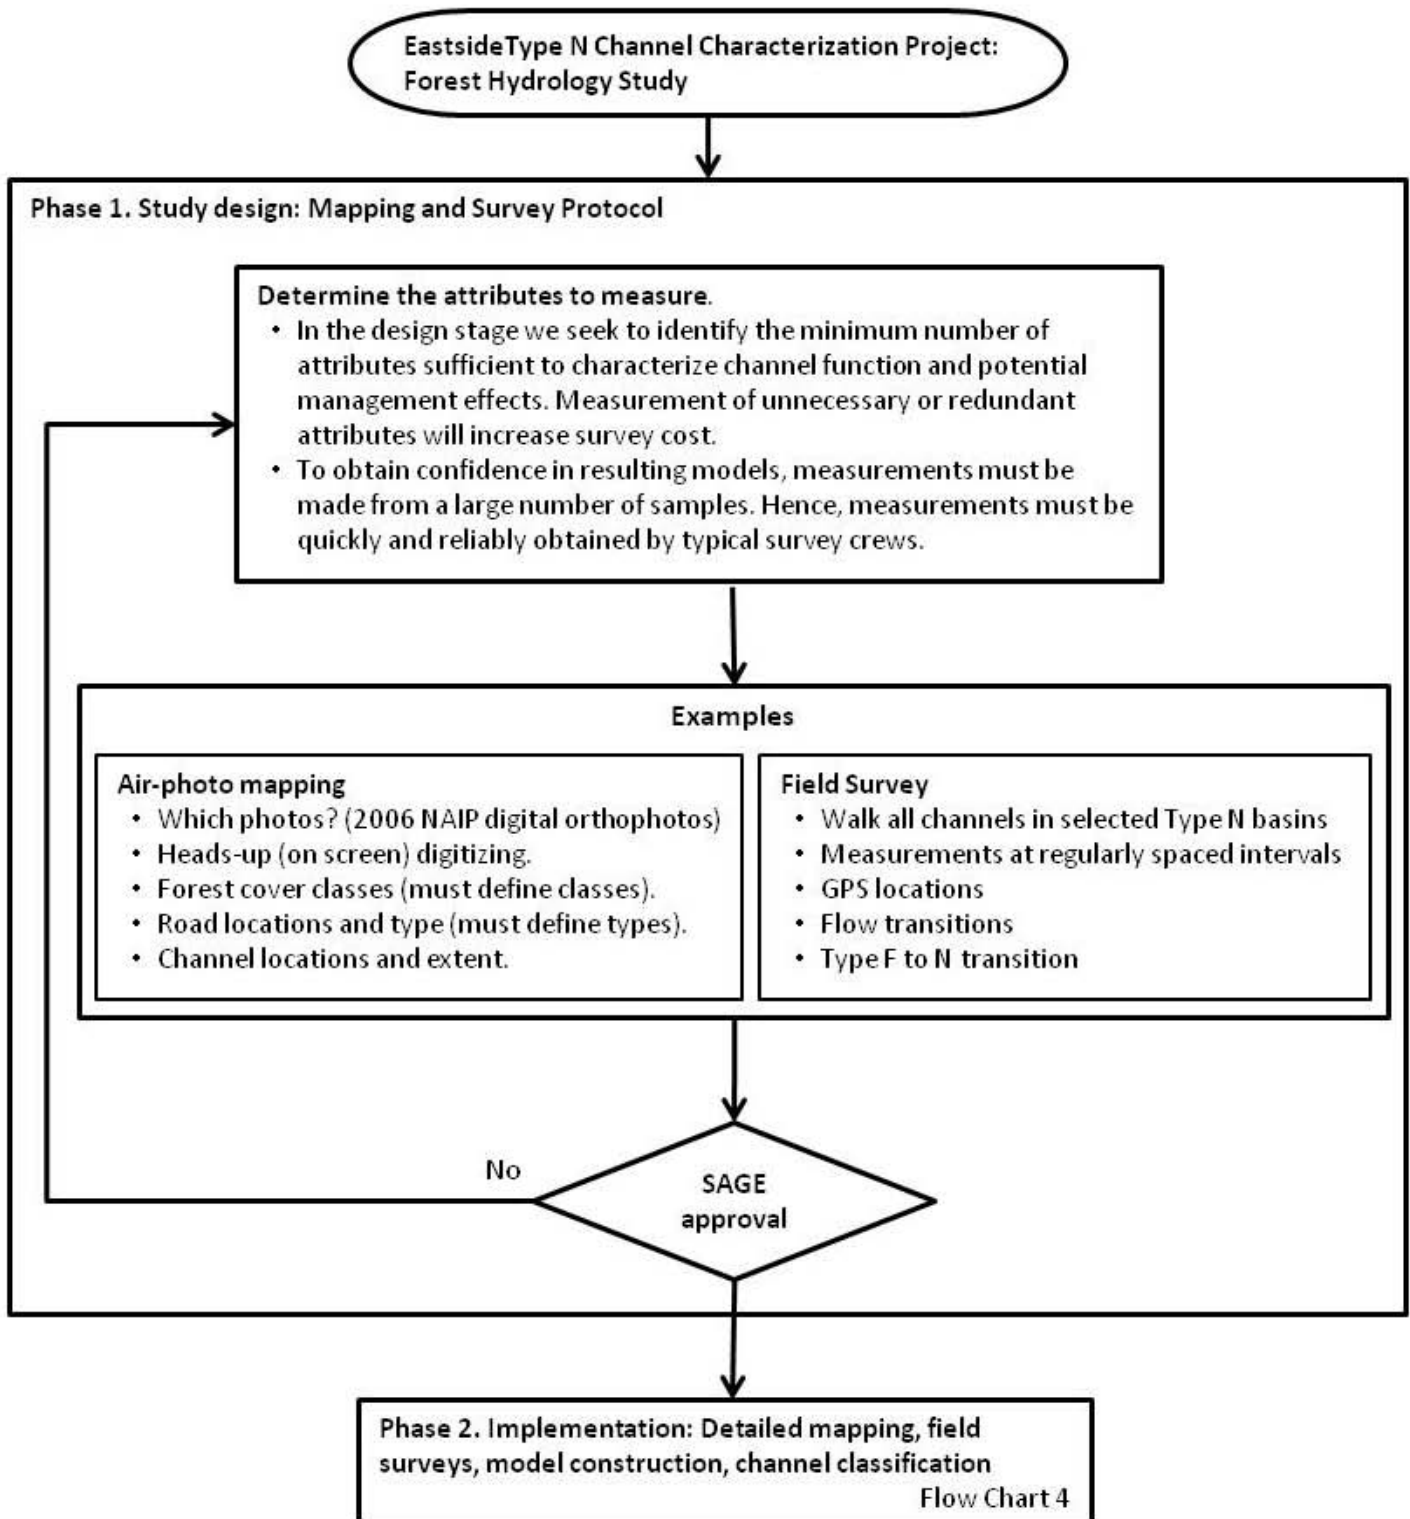 EastsideType N Channel Characterization Project:
Forest Hydrology Study
Phase 1. Study design: Mapping and Survey Protocol
Determine the attributes to measure.
• In the design stage we seek to identify the minimum number of
attributes sufficient to characterize channel function and potential
management effects. Measurement of unnecessary or redundant
attributes will increase survey cost.
• To obtain confidence in resulting models, measurements must be
made from a large number of samples. Hence, measurements must be
quickly and reliably obtained by typical survey crews.
Examples
Air-photo mapping
• Which photos? (2006 NAIP digital orthophotos)
• Heads-up (on screen) digitizing.
• Forest cover classes (must define classes).
• Road locations and type (must define types).
• Channel locations and extent.
Field Survey
• Walk all channels in selected Type N basins
• Measurements at regularly spaced intervals
• GPS locations
• Flow transitions
• Type F to N transition
No
SAGE
approval
Phase 2. Implementation: Detailed mapping, field
surveys, model construction, channel classification
Flow Chart 4